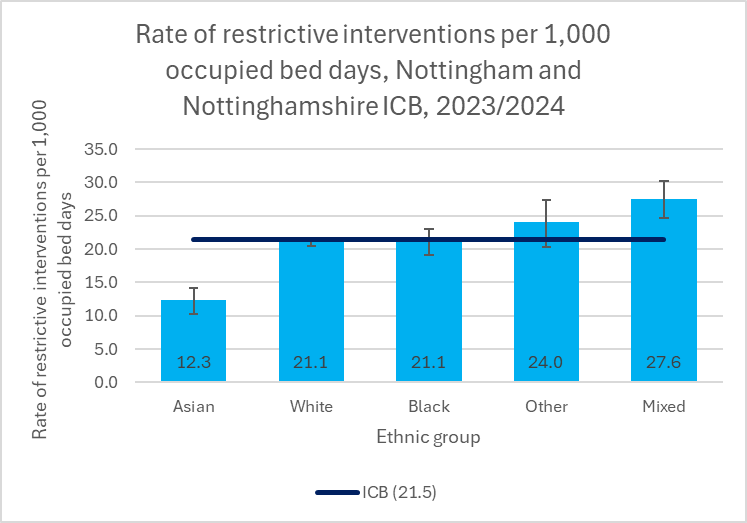 Rate of restrictive interventions per 1,000
occupied bed days, Nottingham and
Nottinghamshire ICB, 2023/2024
Rate of restrictive interventions per 1,000
occupied bed days
35.0
30.0
25.0
20.0
15.0
10.0
5.0
0.0
12.3
21.1
21.1
24.0
27.6
Asian
White
Black
Other
Mixed
Ethnic group
ICB (21.5)